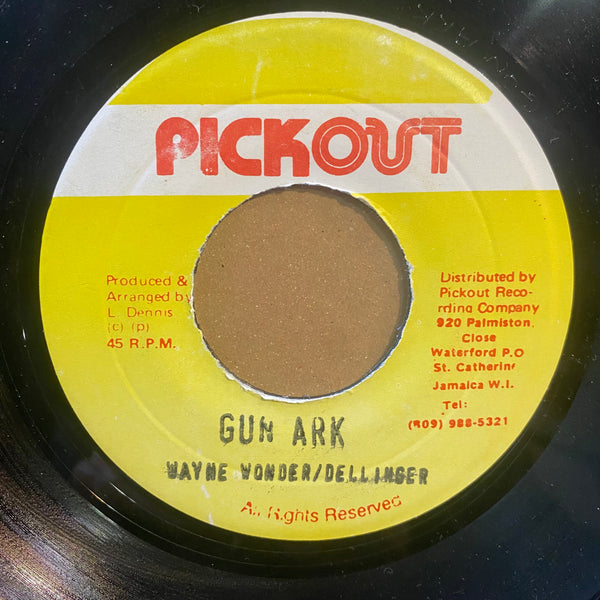 PICKOUT
Produced &
Arranged by
L. Dennis
(c) (p)
45 R.P.M.
Distributed by
Pickout Reco-
rding Company
920 Palmiston
Close
Waterford P.O
St. Catherine
Jamaica W.I.
Tel:
(809) 988-5321
GUN ARK
WAYNE WONDER/DELLINGER
All Rights Reserved